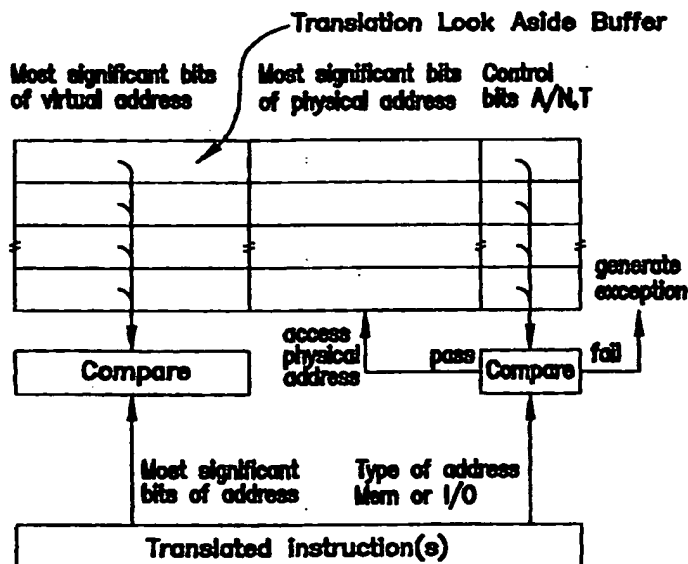 Translation Look Aside Buffer
Most significant bits
of virtual address
Most significant bits
of physical address
Control
bits A/N,T
generate
exception
access
physical
address
pass
fail
Compare
Compare
Most significant
bits of address
Type of address
Mem or I/O
Translated instruction(s)